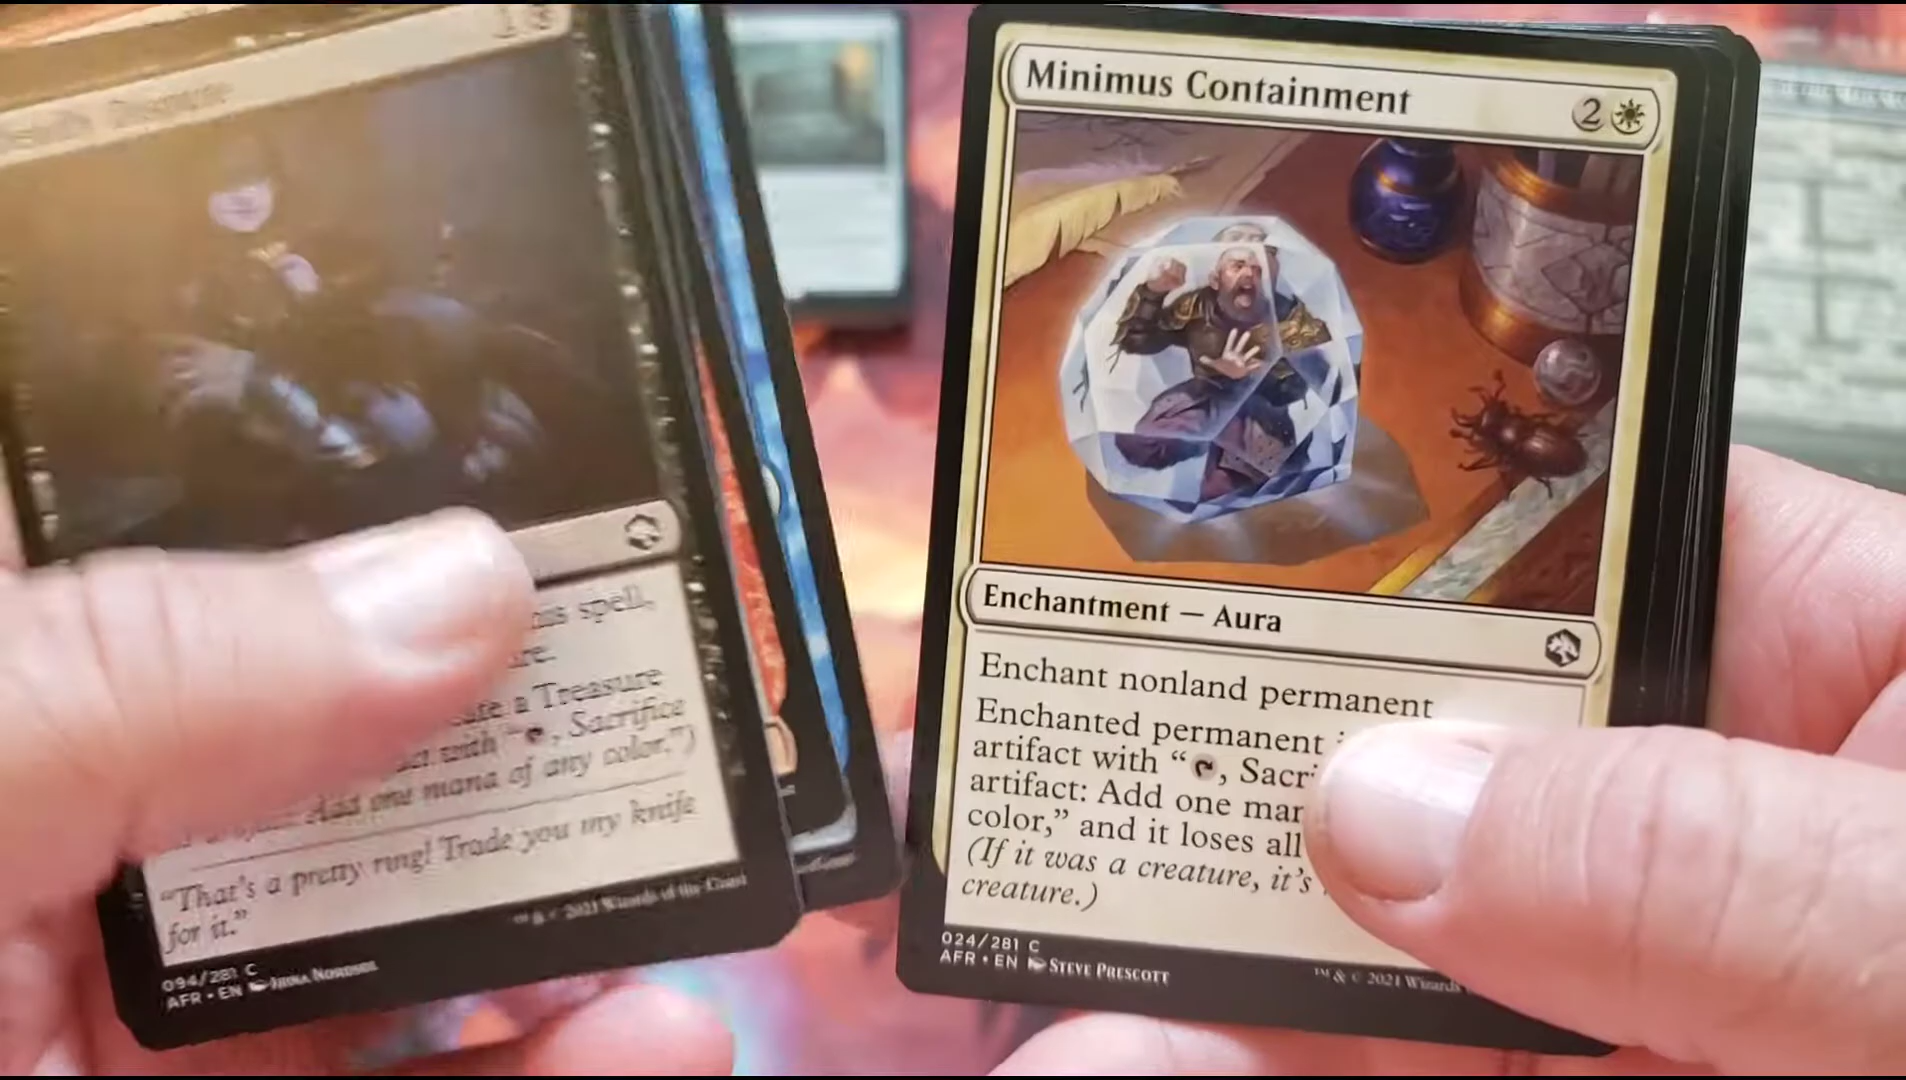 his spell,
a Treasure
with “ , Sacrifice
Add one mana of any color.”)
“That's a pretty ring! Trade you my knife
for it.”
™ & © 2021 Wizards of the Coast
094/281 C
AFR • EN
Minimus Containment
2
Enchantment — Aura
Enchant nonland permanent
Enchanted permanent
artifact with “ , Sacri
artifact: Add one
color,” and it loses all
(If it was a creature, it's
creature.)
024/281 C
AFR • EN STEVE PRESCOTT
™ & © 2021 Wizards